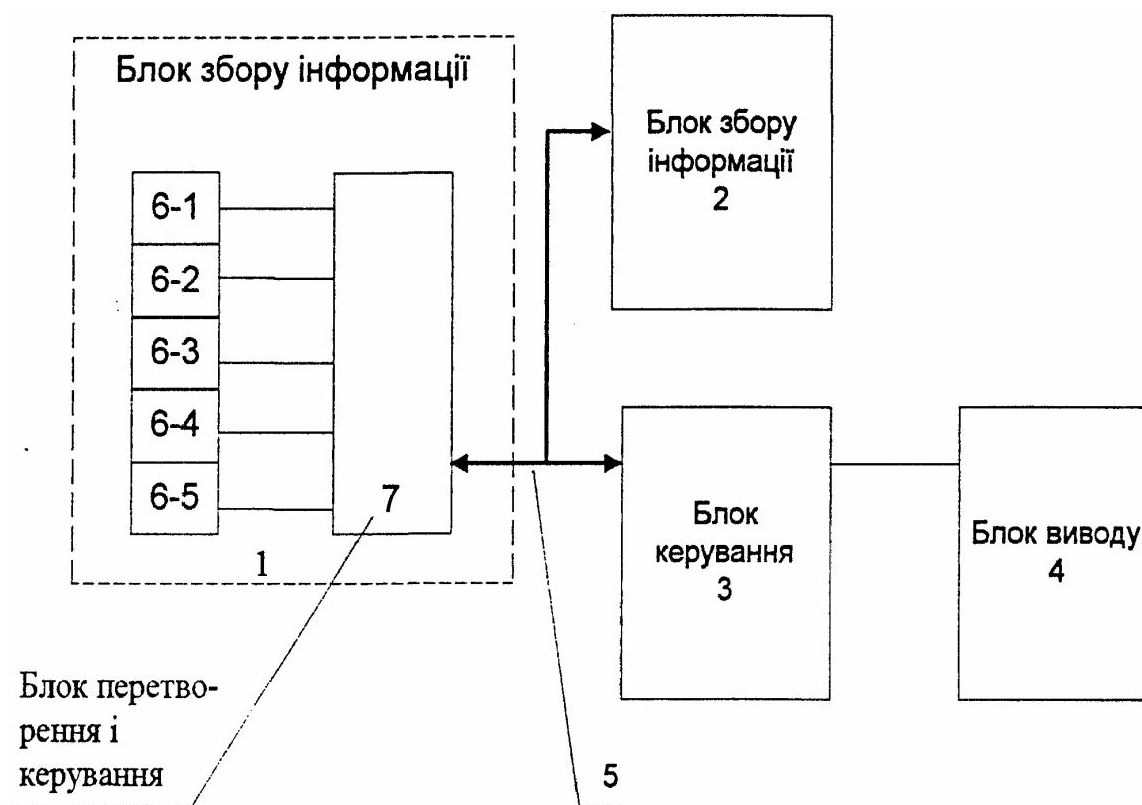 Блок збору інформації
6-1
6-2
6-3
6-4
6-5
7
1
Блок збору
інформації
2
Блок
керування
3
Блок виводу
4
Блок перетво-
рення і
керування
5